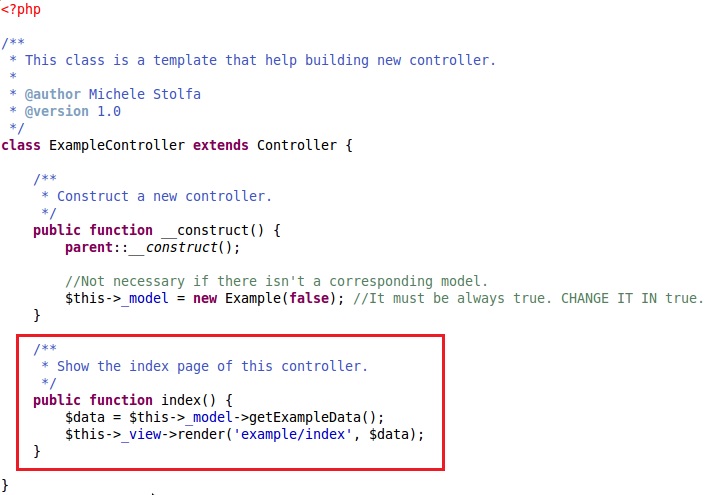 <?php
/**
 * This class is a template that help building new controller.
 *
 * @author Michele Stolfa
 * @version 1.0
 */
class ExampleController extends Controller {
    /**
     * Construct a new controller.
     */
    public function __construct() {
        parent::__construct();
        //Not necessary if there isn't a corresponding model.
        $this->_model = new Example(false); //It must be always true. CHANGE IT IN true.
    }
    /**
     * Show the index page of this controller.
     */
    public function index() {
        $data = $this->_model->getExampleData();
        $this->_view->render('example/index', $data);
    }
}